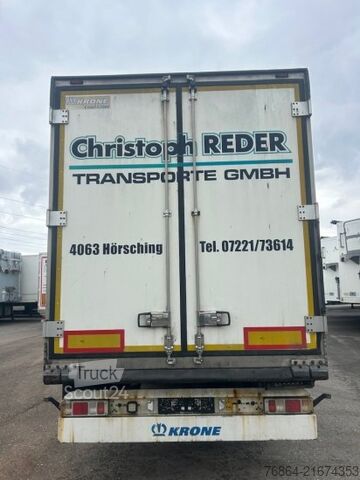 KRONE
Christoph REDER
TRANSPORTE GMBH
4063 Hörsching Tel. 07221/73614
Truck
Scout24
KRONE
76864-21674353